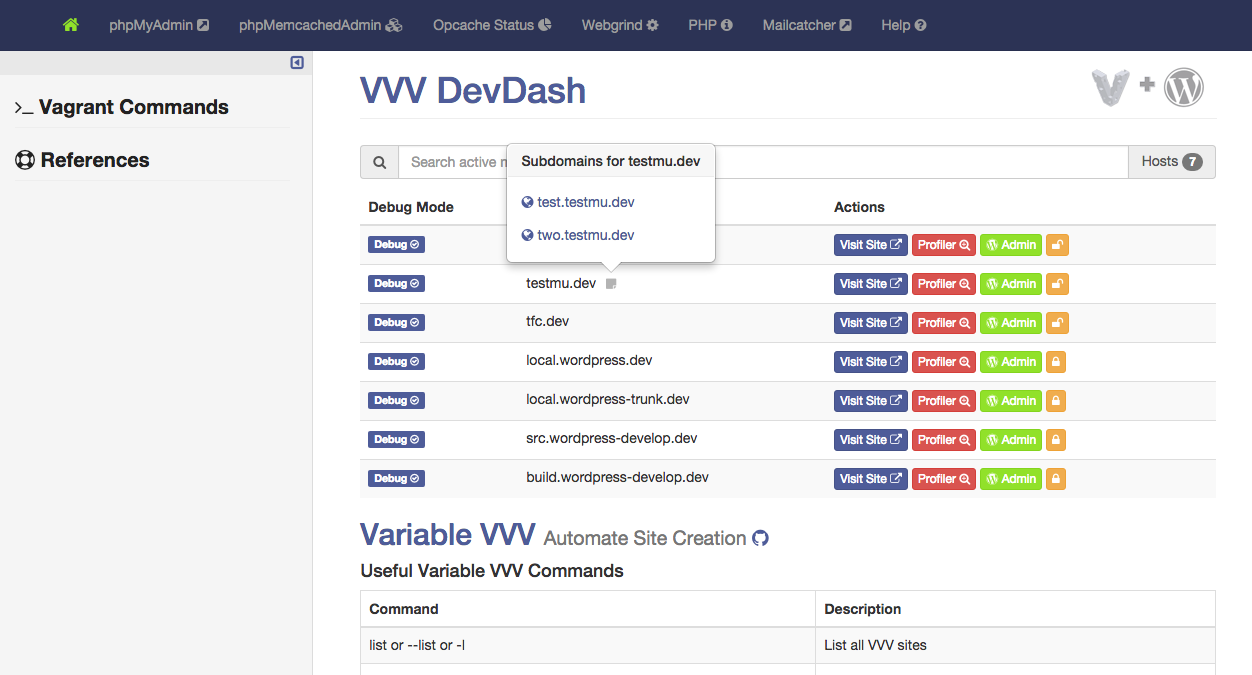 phpMyAdmin phpMemcachedAdmin Opcache Status Webgrind PHP Mailcatcher Help
>_ Vagrant Commands
References
VVV DevDash
Search active Hosts 7
Subdomains for testmu.dev
test.testmu.dev
two.testmu.dev
Debug Mode Actions
Debug Visit Site Profiler Admin
Debug testmu.dev Visit Site Profiler Admin
Debug tfc.dev Visit Site Profiler Admin
Debug local.wordpress.dev Visit Site Profiler Admin
Debug local.wordpress-trunk.dev Visit Site Profiler Admin
Debug src.wordpress-develop.dev Visit Site Profiler Admin
Debug build.wordpress-develop.dev Visit Site Profiler Admin
Variable VVV Automate Site Creation
Useful Variable VVV Commands
Command Description
list or --list or -l List all VVV sites